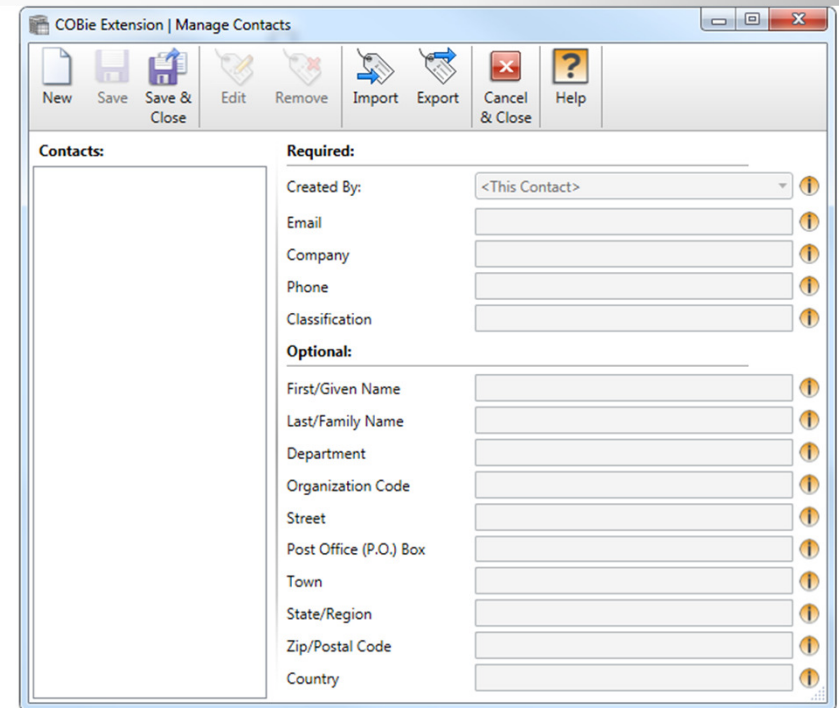 COBie Extension | Manage Contacts
New Save Save & Close Edit Remove Import Export Cancel & Close Help
Contacts:
Required:
Created By: <This Contact>
Email
Company
Phone
Classification
Optional:
First/Given Name
Last/Family Name
Department
Organization Code
Street
Post Office (P.O.) Box
Town
State/Region
Zip/Postal Code
Country